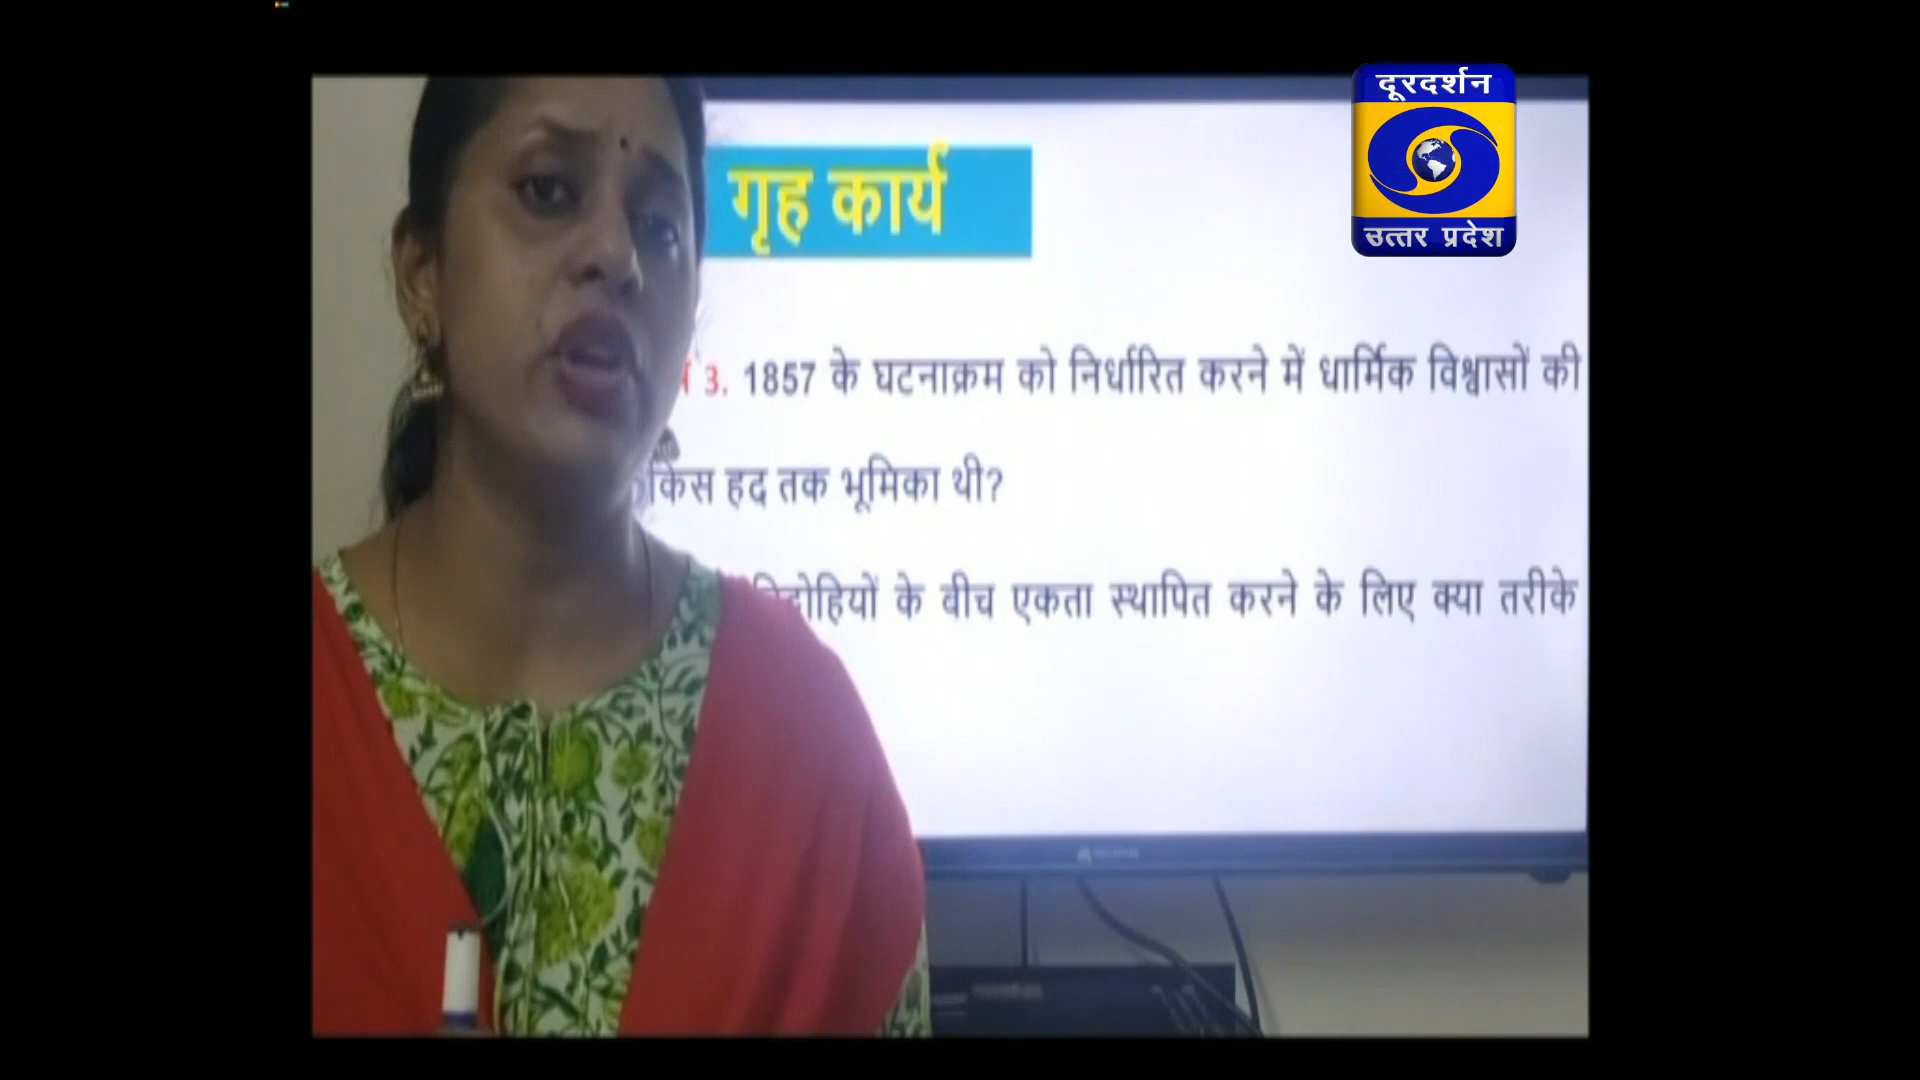 दूरदर्शन
उत्तर प्रदेश
गृह कार्य
3. 1857 के घटनाक्रम को निर्धारित करने में धार्मिक विश्वासों की
किस हद तक भूमिका थी?
के बीच एकता स्थापित करने के लिए क्या तरीके